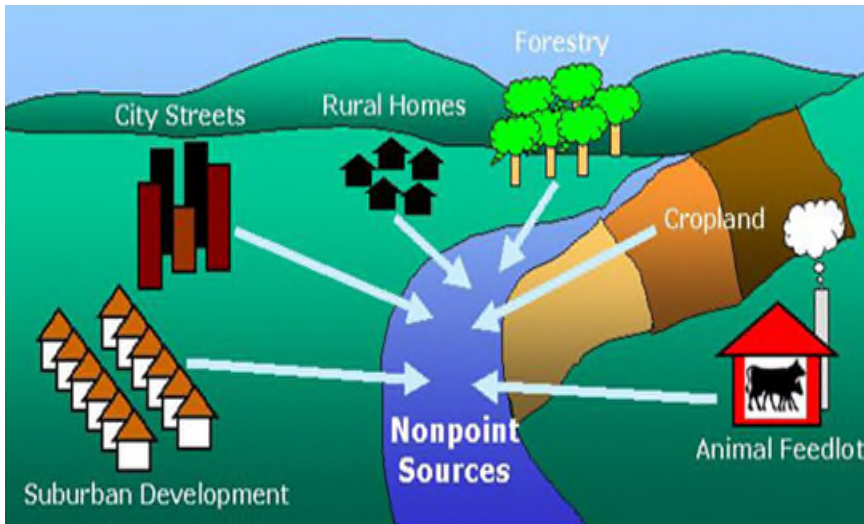 Forestry
City Streets
Rural Homes
Cropland
Nonpoint
Sources
Animal Feedlot
Suburban Development